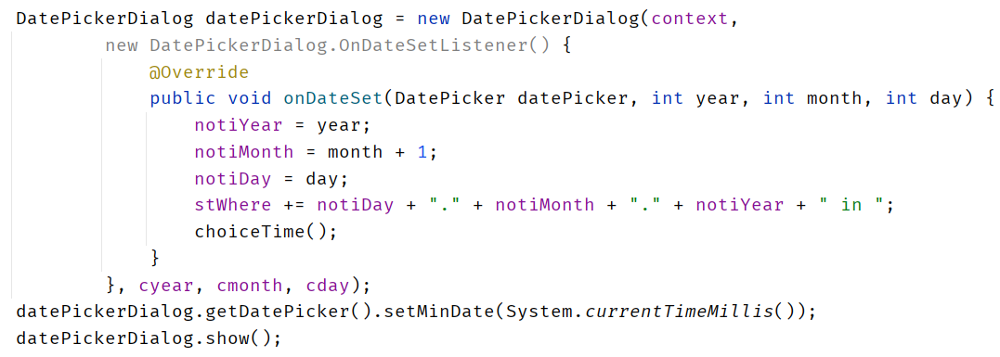 DatePickerDialog datePickerDialog = new DatePickerDialog(context,
new DatePickerDialog.OnDateSetListener() {
@Override
public void onDateSet(DatePicker datePicker, int year, int month, int day) {
notiYear = year;
notiMonth = month + 1;
notiDay = day;
stWhere += notiDay + "." + notiMonth + "." + notiYear + " in ";
choiceTime();
}
}, cyear, cmonth, cday);
datePickerDialog.getDatePicker().setMinDate(System.currentTimeMillis());
datePickerDialog.show();